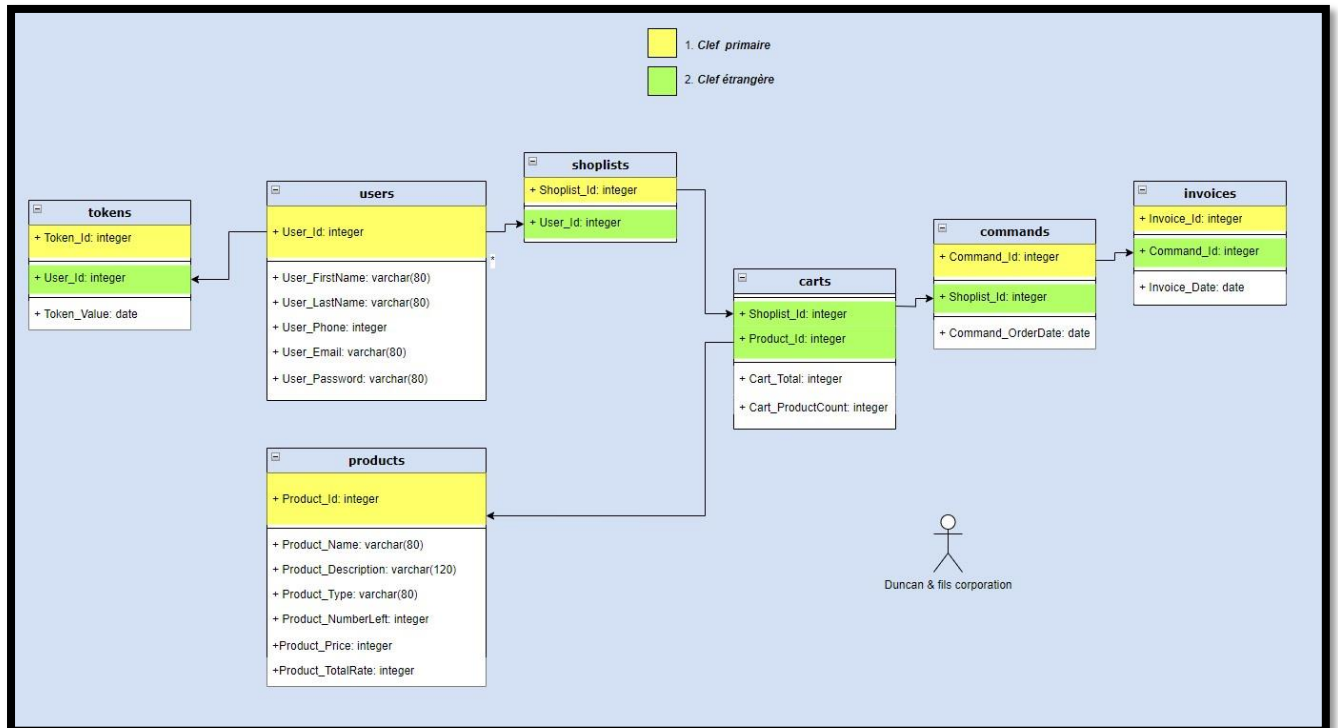 1. Clef primaire
2. Clef étrangère
tokens
+ Token_Id: integer
+ User_Id: integer
+ Token_Value: date
users
+ User_Id: integer
*
+ User_FirstName: varchar(80)
+ User_LastName: varchar(80)
+ User_Phone: integer
+ User_Email: varchar(80)
+ User_Password: varchar(80)
shoplists
+ Shoplist_Id: integer
+ User_Id: integer
carts
+ Shoplist_Id: integer
+ Product_Id: integer
+ Cart_Total: integer
+ Cart_ProductCount: integer
commands
+ Command_Id: integer
+ Shoplist_Id: integer
+ Command_OrderDate: date
invoices
+ Invoice_Id: integer
+ Command_Id: integer
+ Invoice_Date: date
products
+ Product_Id: integer
+ Product_Name: varchar(80)
+ Product_Description: varchar(120)
+ Product_Type: varchar(80)
+ Product_NumberLeft: integer
+Product_Price: integer
+Product_TotalRate: integer
Duncan & fils corporation